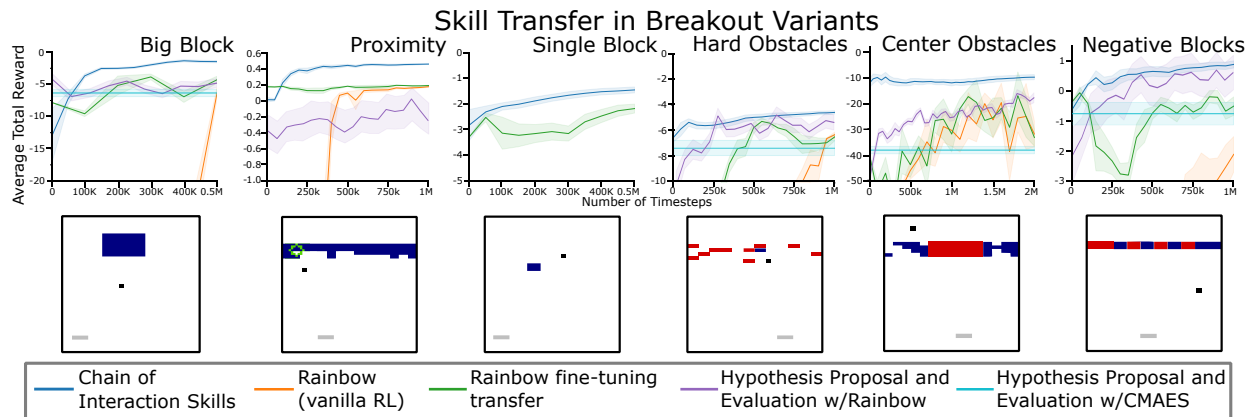 Skill Transfer in Breakout Variants
Big Block
Proximity
Single Block
Hard Obstacles
Center Obstacles
Negative Blocks
Average Total Reward
0
-5
-10
-15
-20
0 100K 200K 300K 400K 0.5M
0.6
0.4
0.2
0
-0.2
-0.4
-0.6
-0.8
-1.0
0 250k 500k 750k 1M
0
-1
-2
-3
-4
-5
0 100K 200K 300K 400K 0.5M
0
-2
-4
-6
-8
-10
0 250k 500k 750k 1M
0
-10
-20
-30
-40
-50
0 500k 1M 1.5M 2M
1
0
-1
-2
-3
0 250k 500k 750k 1M
Number of Timesteps
Chain of
Interaction Skills
Rainbow
(vanilla RL)
Rainbow fine-tuning
transfer
Hypothesis Proposal and
Evaluation w/Rainbow
Hypothesis Proposal and
Evaluation w/CMAES